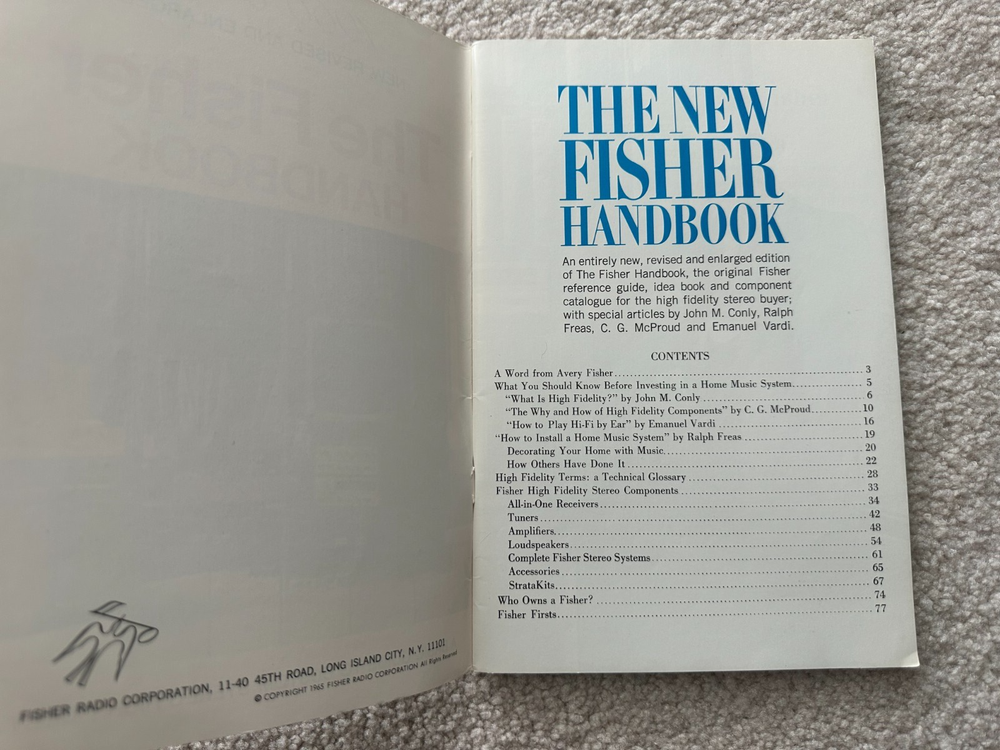 FISHER RADIO CORPORATION, 11-40 45TH ROAD, LONG ISLAND CITY, N.Y. 11101
© COPYRIGHT 1965 FISHER RADIO CORPORATION All Rights Reserved
THE NEW
FISHER
HANDBOOK
An entirely new, revised and enlarged edition
of The Fisher Handbook, the original Fisher
reference guide, idea book and component
catalogue for the high fidelity stereo buyer;
with special articles by John M. Conly, Ralph
Freas, C. G. McProud and Emanuel Vardi.
CONTENTS
A Word from Avery Fisher 3
What You Should Know Before Investing in a Home Music System 5
“What Is High Fidelity?” by John M. Conly 6
“The Why and How of High Fidelity Components” by C. G. McProud 10
“How to Play Hi-Fi by Ear” by Emanuel Vardi 16
“How to Install a Home Music System” by Ralph Freas 19
Decorating Your Home with Music 20
How Others Have Done It 22
High Fidelity Terms: a Technical Glossary 28
Fisher High Fidelity Stereo Components 33
All-in-One Receivers 34
Tuners 42
Amplifiers 48
Loudspeakers 54
Complete Fisher Stereo Systems 61
Accessories 65
StrataKits 67
Who Owns a Fisher? 74
Fisher Firsts 77